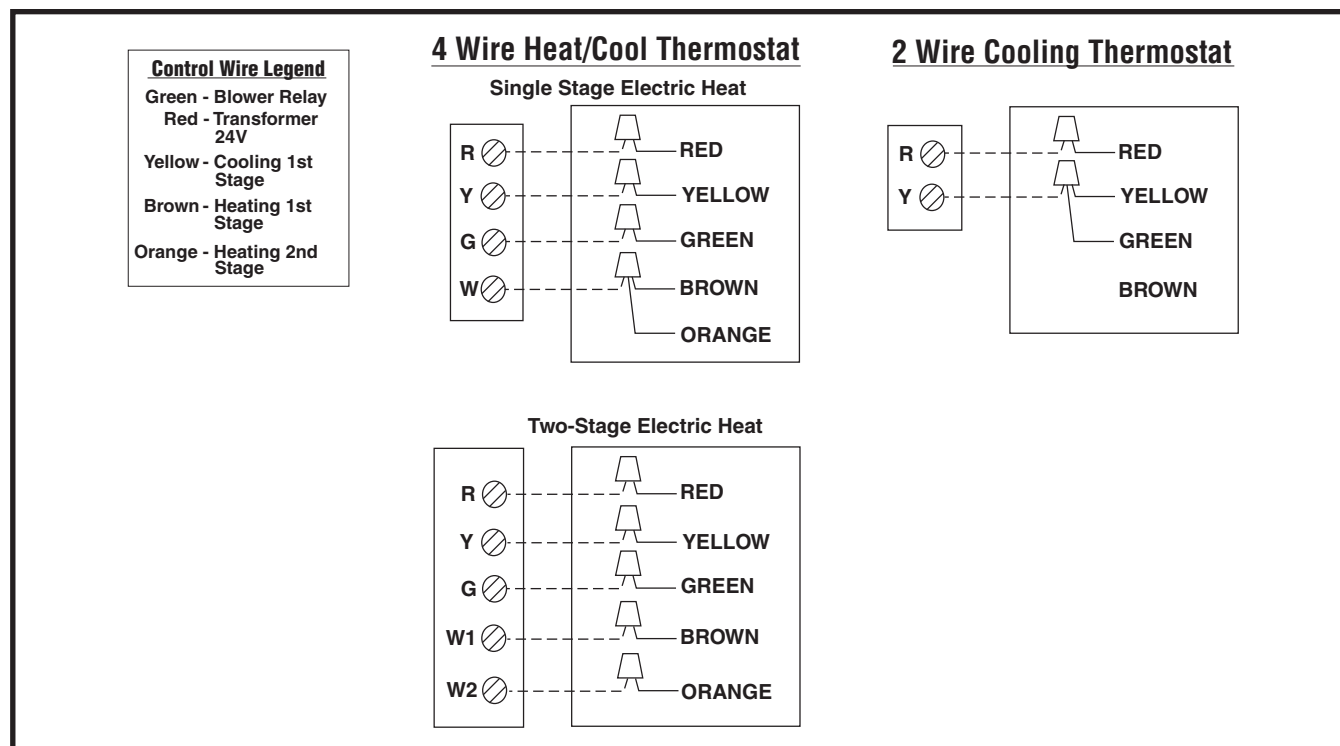 Control Wire Legend
Green - Blower Relay
Red - Transformer
24V
Yellow - Cooling 1st
Stage
Brown - Heating 1st
Stage
Orange - Heating 2nd
Stage
4 Wire Heat/Cool Thermostat
Single Stage Electric Heat
R RED
Y YELLOW
G GREEN
W BROWN
ORANGE
2 Wire Cooling Thermostat
R RED
Y YELLOW
GREEN
BROWN
Two-Stage Electric Heat
R RED
Y YELLOW
G GREEN
W1 BROWN
W2 ORANGE